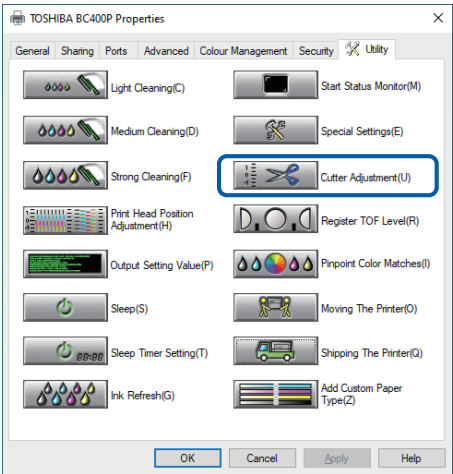 TOSHIBA BC400P Properties
General Sharing Ports Advanced Colour Management Security Utility
Light Cleaning(C)
Start Status Monitor(M)
Medium Cleaning(D)
Special Settings(E)
Strong Cleaning(F)
Cutter Adjustment(U)
Print Head Position
Adjustment(H)
Register TOF Level(R)
Output Setting Value(P)
Pinpoint Color Matches(I)
Sleep(S)
Moving The Printer(O)
88:88
Sleep Timer Setting(T)
Shipping The Printer(Q)
Ink Refresh(G)
Add Custom Paper
Type(Z)
OK Cancel Apply Help